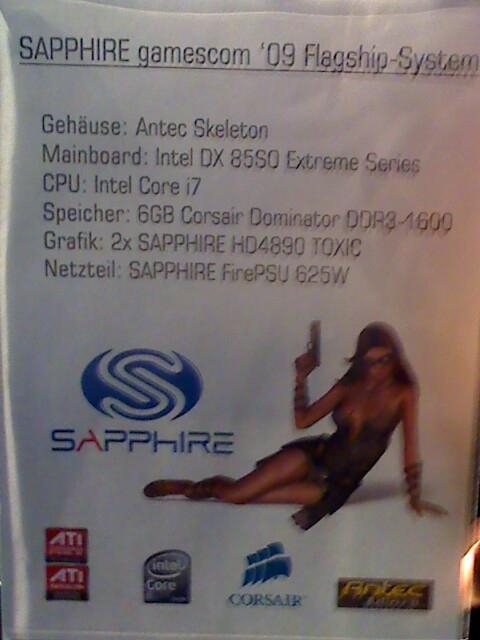 SAPPHIRE gamescom '09 Flagship-System
Gehäuse: Antec Skeleton
Mainboard: Intel DX 85SO Extreme Series
CPU: Intel Core i7
Speicher: 6GB Corsair Dominator DDR3-1600
Grafik: 2x SAPPHIRE HD4890 TOXIC
Netzteil: SAPPHIRE FirePSU 625W
SAPPHIRE
ATI
ATI
intel
Core
CORSAIR
Antec